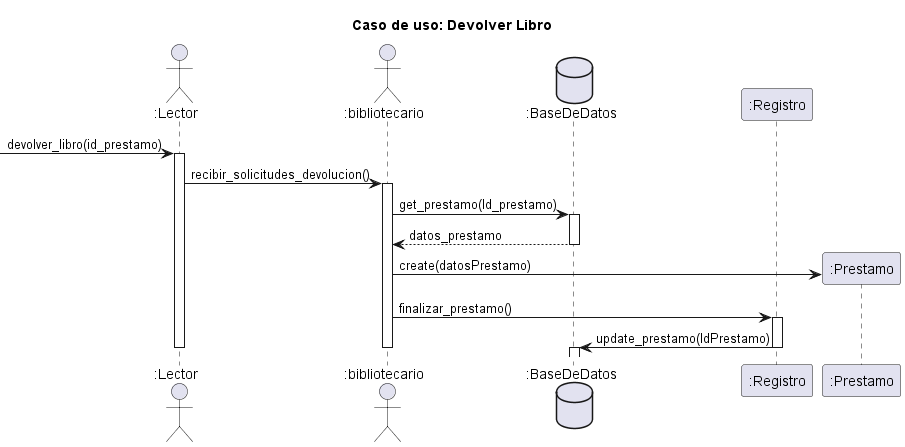 Caso de uso: Devolver Libro
:Lector
:bibliotecario
:BaseDeDatos
:Registro
devolver_libro(id_prestamo)
recibir_solicitudes_devolucion()
get_prestamo(Id_prestamo)
datos_prestamo
create(datosPrestamo)
:Prestamo
finalizar_prestamo()
update_prestamo(IdPrestamo)
:Lector
:bibliotecario
:BaseDeDatos
:Registro
:Prestamo